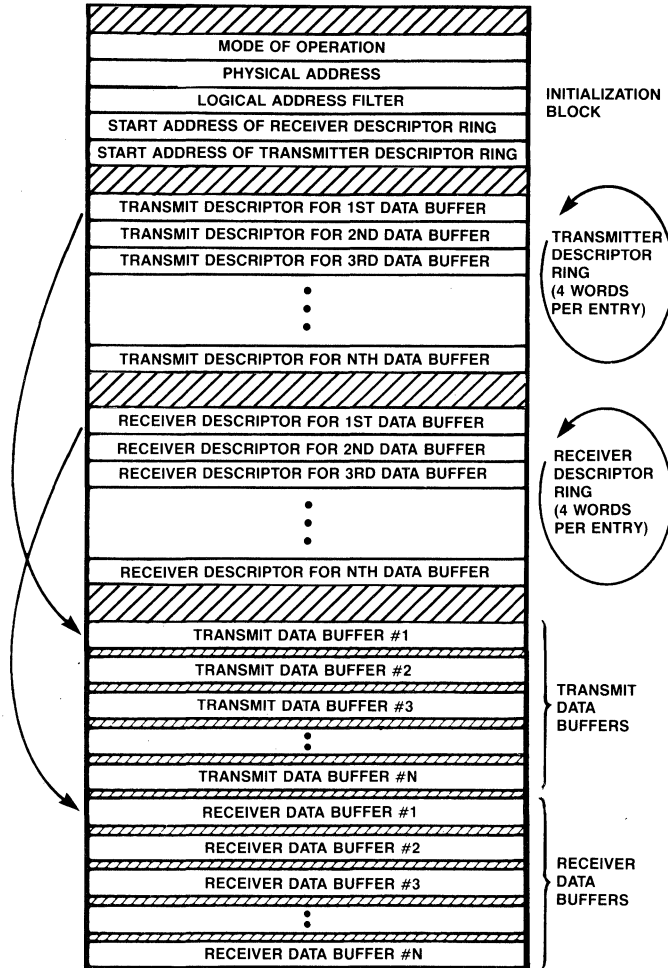 MODE OF OPERATION
PHYSICAL ADDRESS
LOGICAL ADDRESS FILTER
START ADDRESS OF RECEIVER DESCRIPTOR RING
START ADDRESS OF TRANSMITTER DESCRIPTOR RING
INITIALIZATION
BLOCK
TRANSMIT DESCRIPTOR FOR 1ST DATA BUFFER
TRANSMIT DESCRIPTOR FOR 2ND DATA BUFFER
TRANSMIT DESCRIPTOR FOR 3RD DATA BUFFER
TRANSMIT DESCRIPTOR FOR NTH DATA BUFFER
TRANSMITTER
DESCRIPTOR
RING
(4 WORDS
PER ENTRY)
RECEIVER DESCRIPTOR FOR 1ST DATA BUFFER
RECEIVER DESCRIPTOR FOR 2ND DATA BUFFER
RECEIVER DESCRIPTOR FOR 3RD DATA BUFFER
RECEIVER DESCRIPTOR FOR NTH DATA BUFFER
RECEIVER
DESCRIPTOR
RING
(4 WORDS
PER ENTRY)
TRANSMIT DATA BUFFER #1
TRANSMIT DATA BUFFER #2
TRANSMIT DATA BUFFER #3
TRANSMIT DATA BUFFER #N
TRANSMIT
DATA
BUFFERS
RECEIVER DATA BUFFER #1
RECEIVER DATA BUFFER #2
RECEIVER DATA BUFFER #3
RECEIVER DATA BUFFER #N
RECEIVER
DATA
BUFFERS